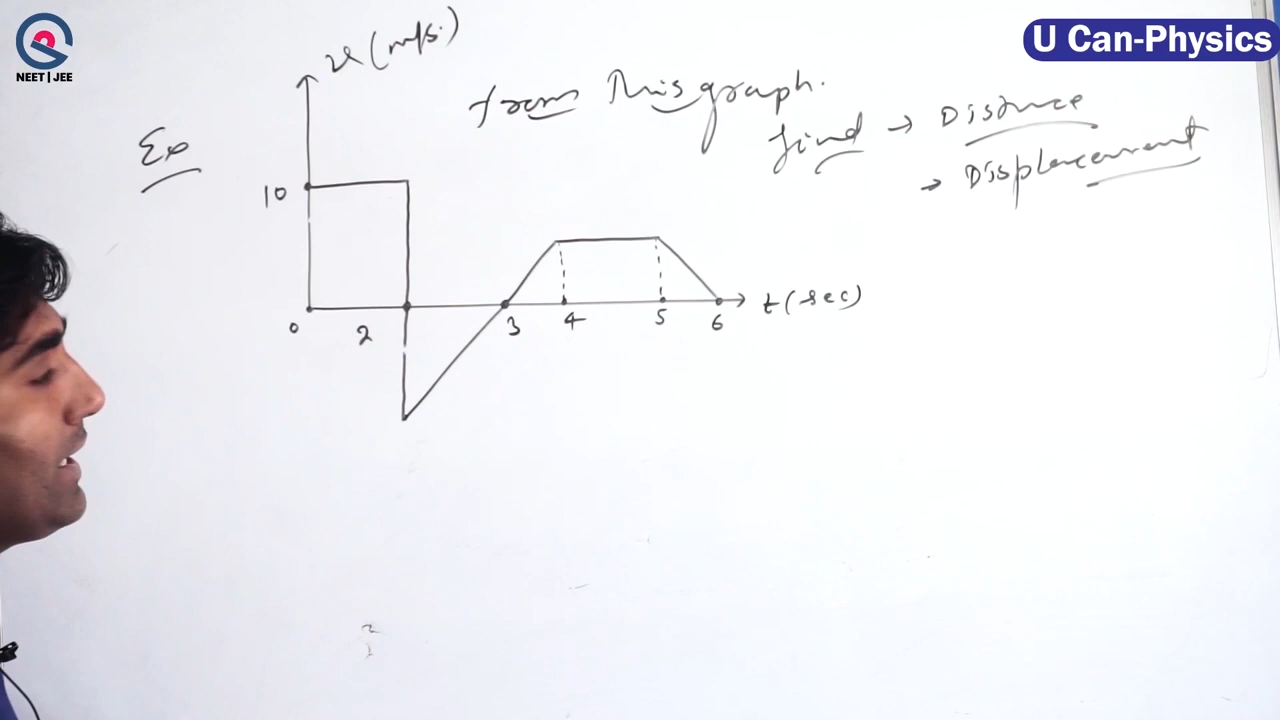 NEET | JEE
U Can-Physics
v (m/s.)
from this graph.
find → Distance
→ Displacement
Ex
10
t (sec)
0 2 3 4 5 6